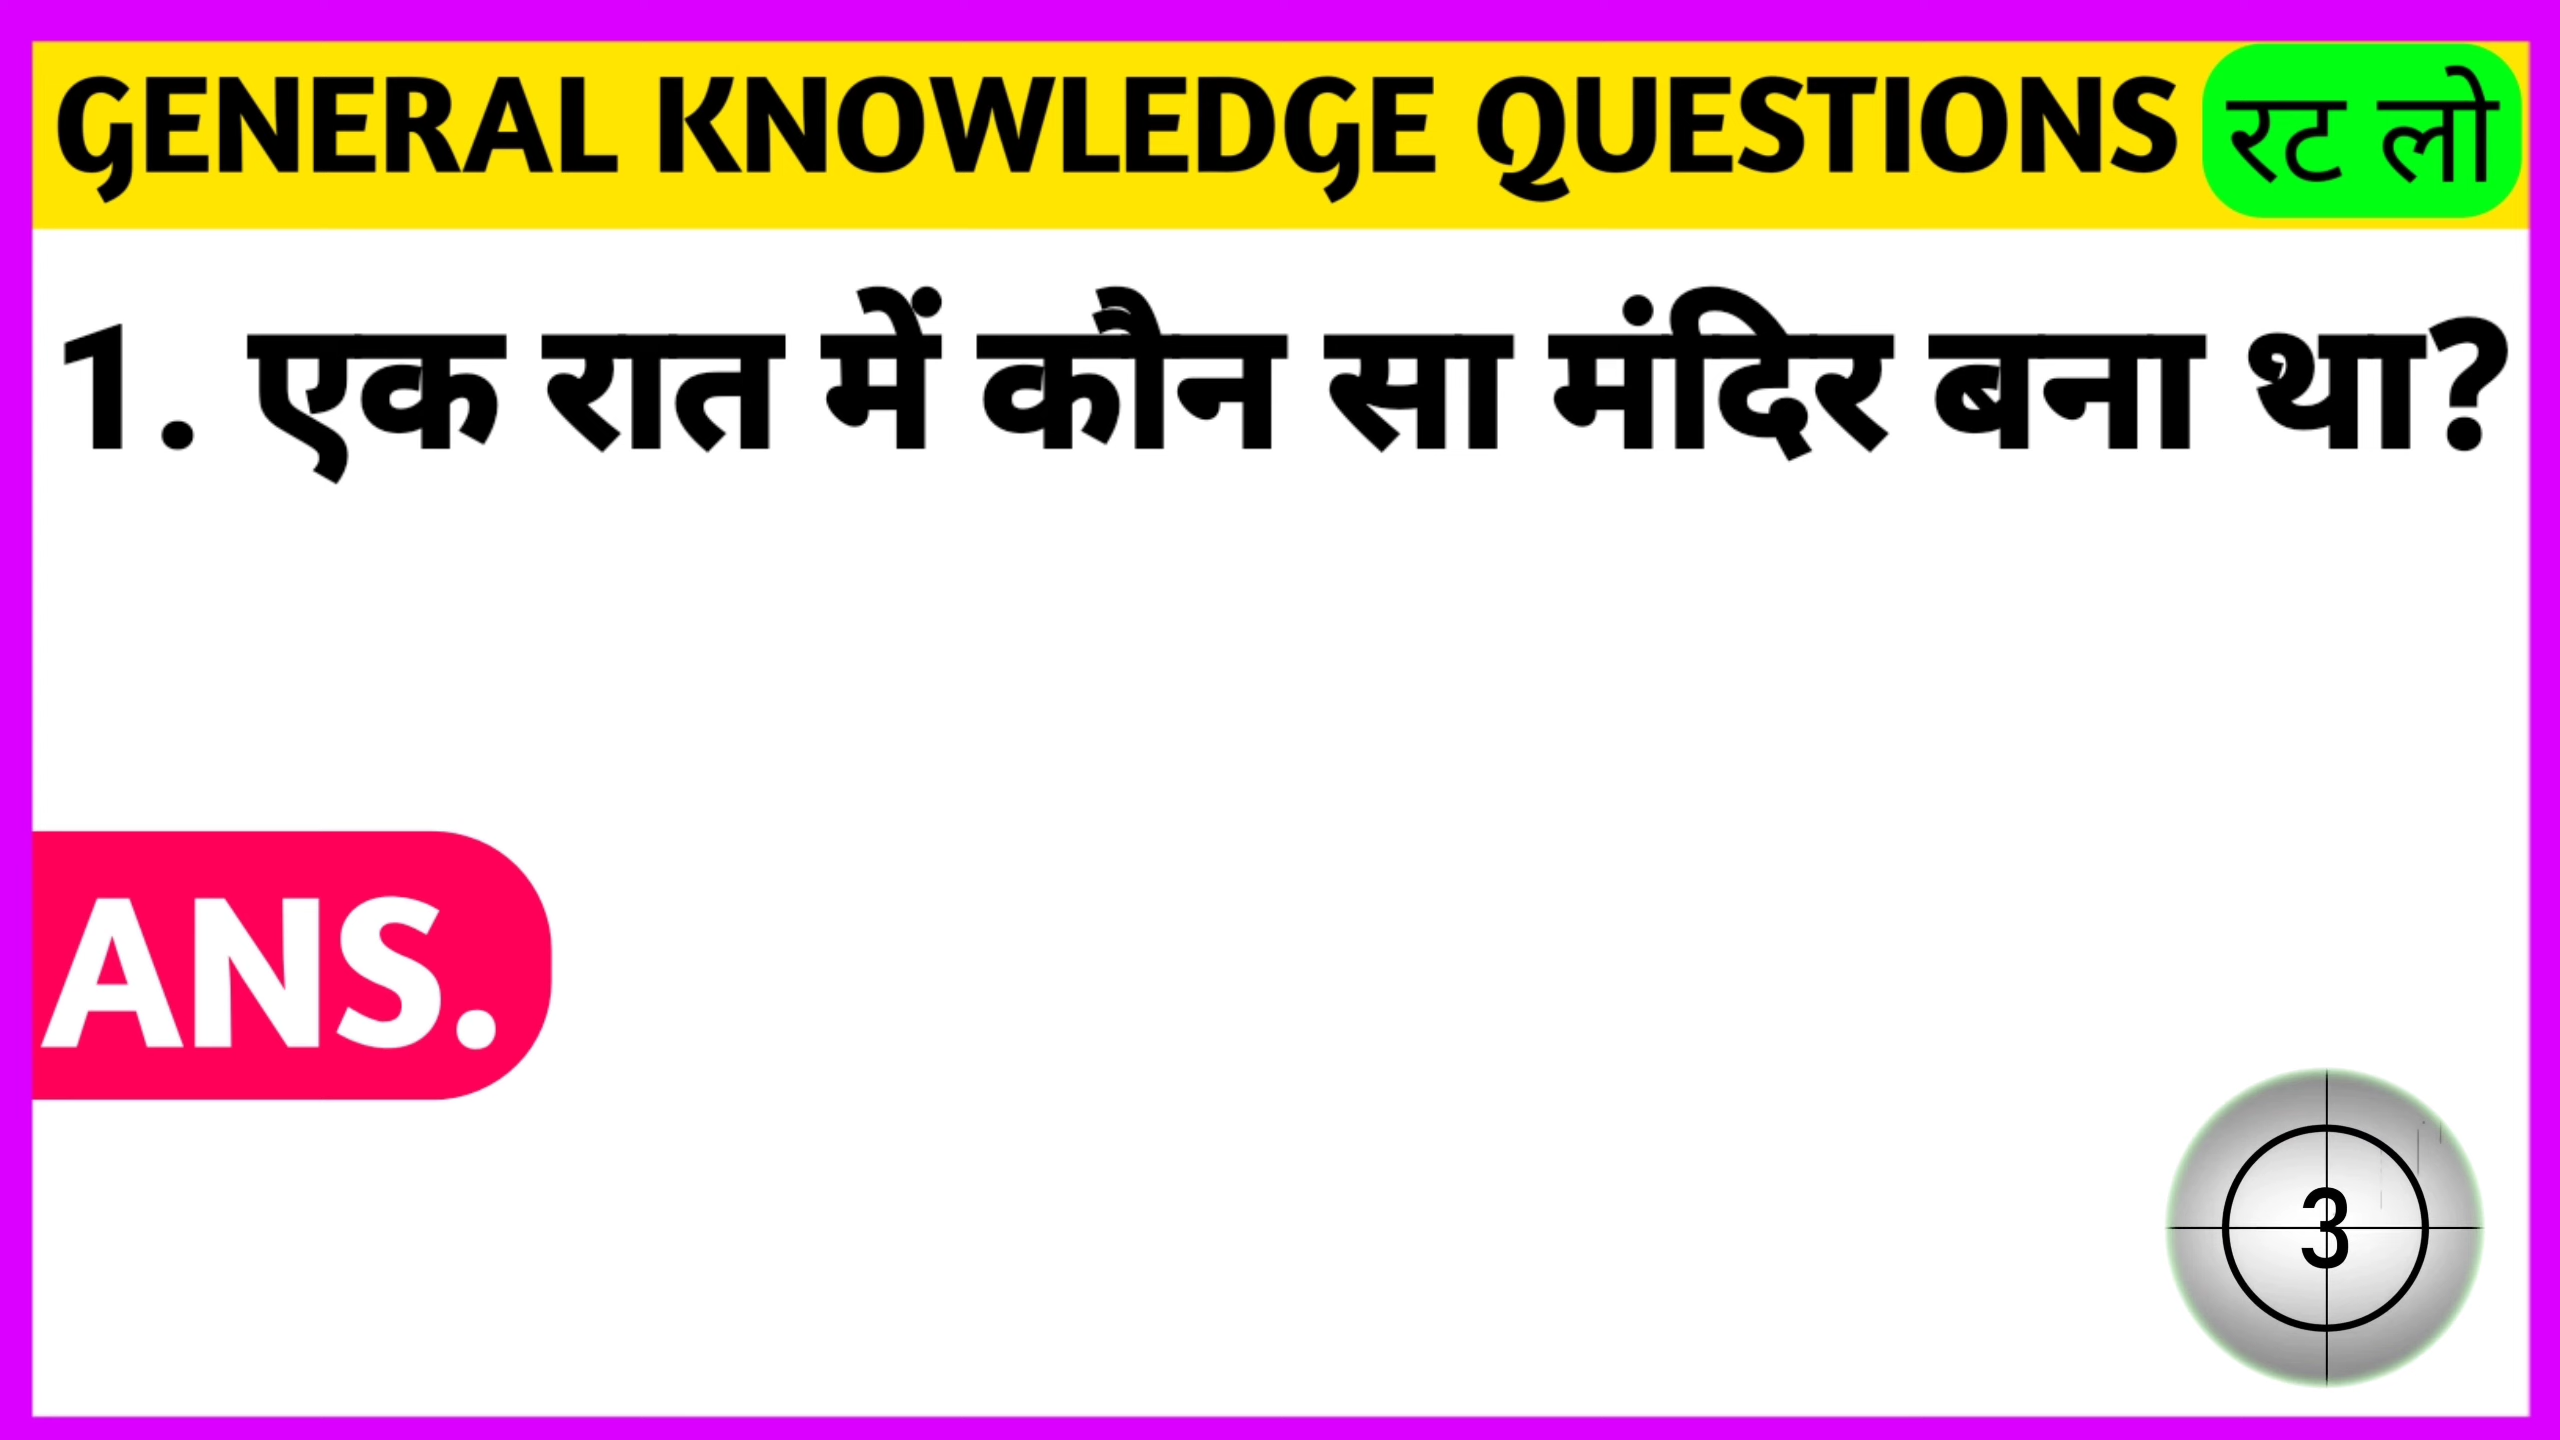 GENERAL KNOWLEDGE QUESTIONS रट लो
1. एक रात में कौन सा मंदिर बना था?
ANS.
3